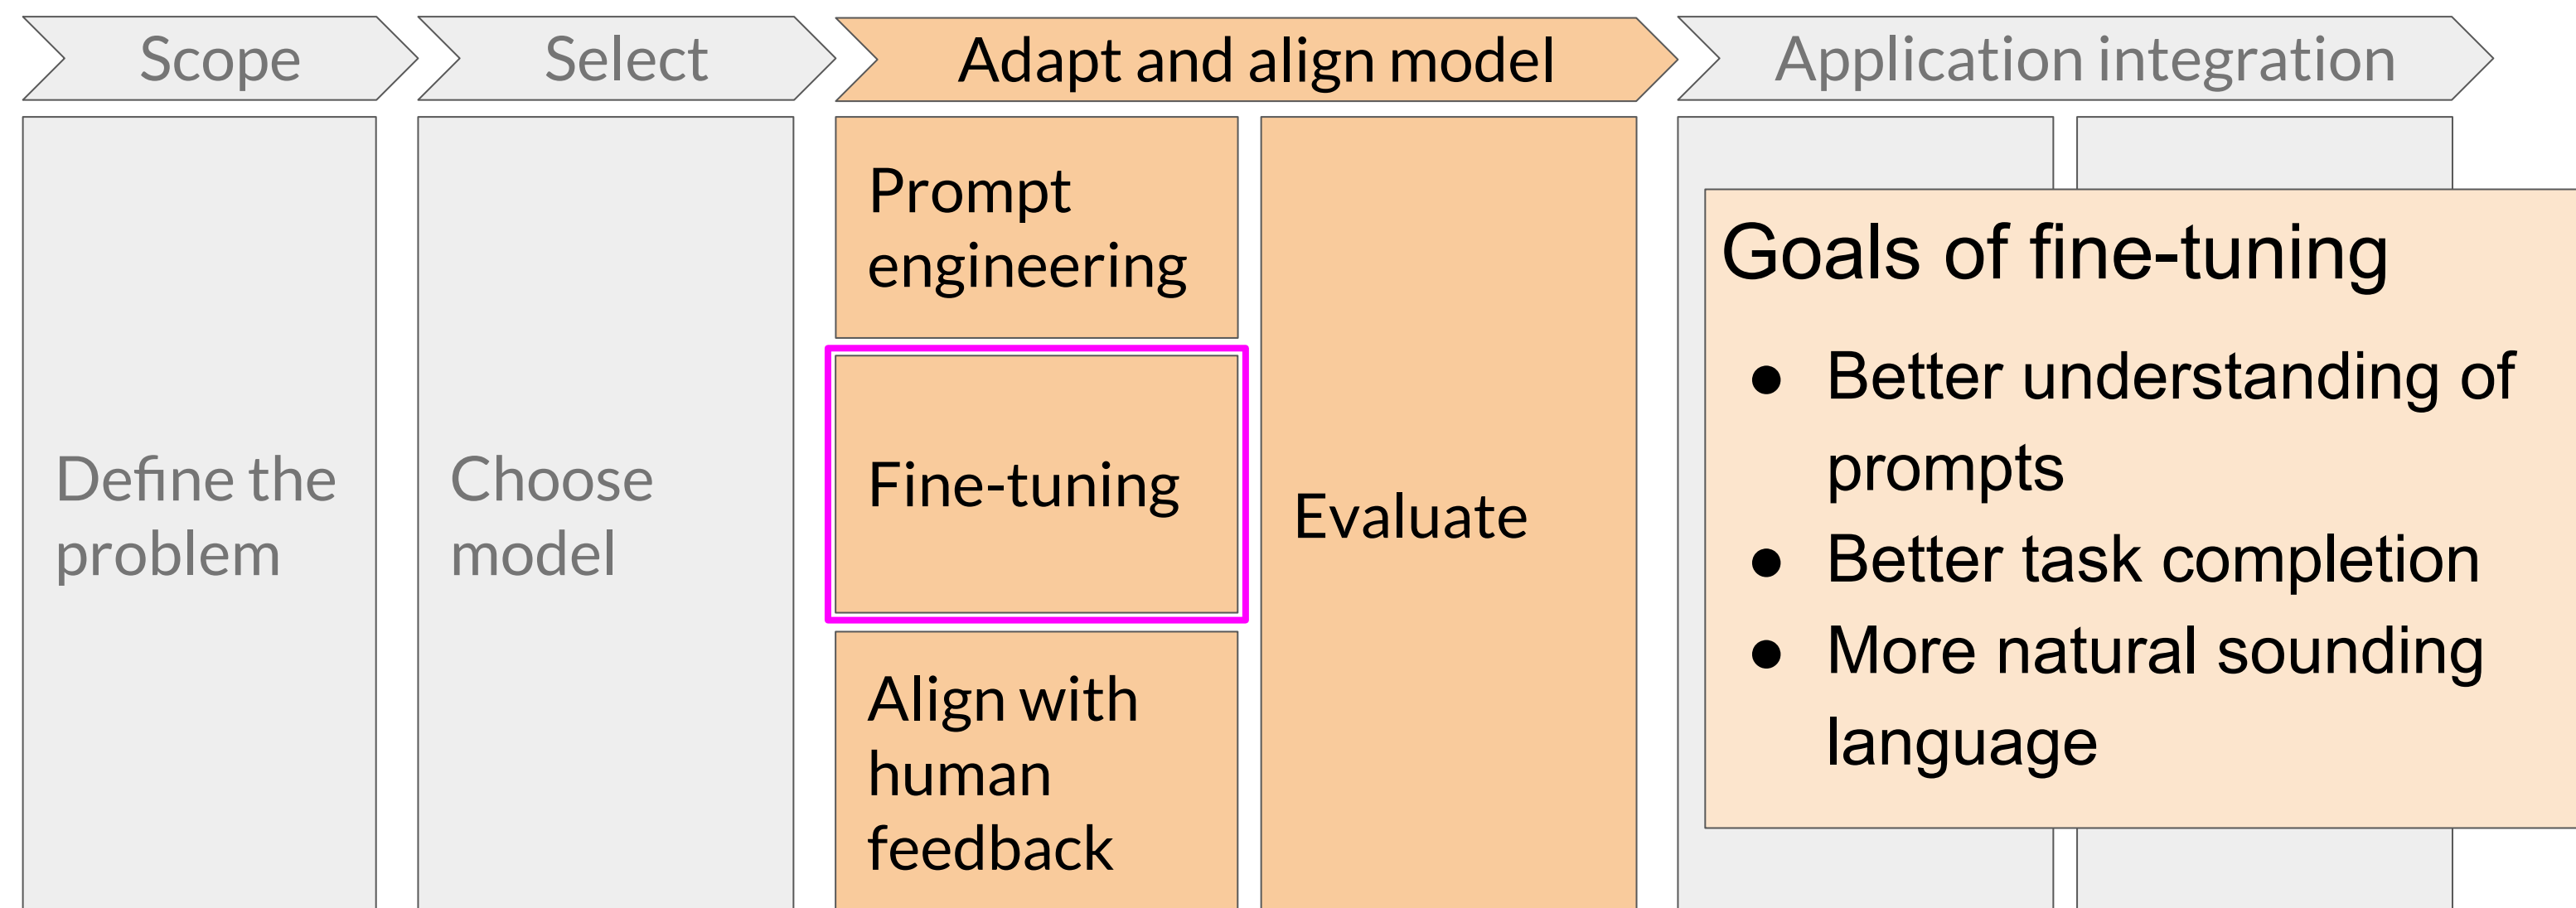 Scope
Select
Adapt and align model
Application integration
Define the
problem
Choose
model
Prompt
engineering
Fine-tuning
Align with
human
feedback
Evaluate
Goals of fine-tuning
● Better understanding of
prompts
● Better task completion
● More natural sounding
language